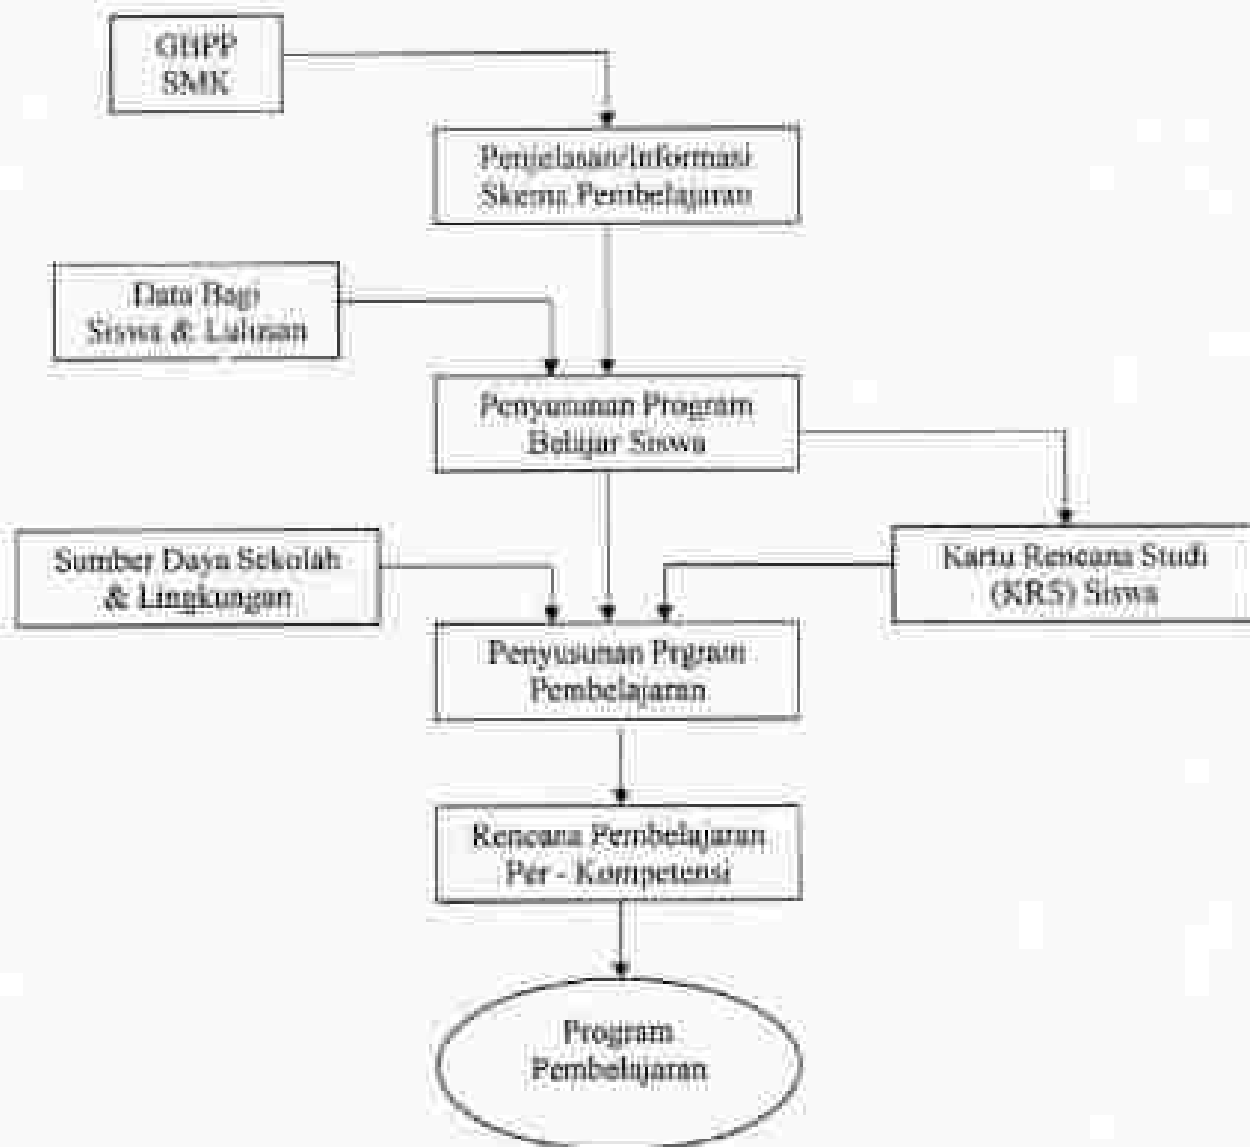 GHPP
SMK
Penjelasan/Informasi
Skema Pembelajaran
Data Bagi
Siswa & Lulusan
Penyusunan Program
Belajar Siswa
Sumber Daya Sekolah
& Lingkungan
Kartu Rencana Studi
(KRS) Siswa
Penyusunan Prgram
Pembelajaran
Rencana Pembelajaran
Per - Kompetensi
Program
Pembelajaran